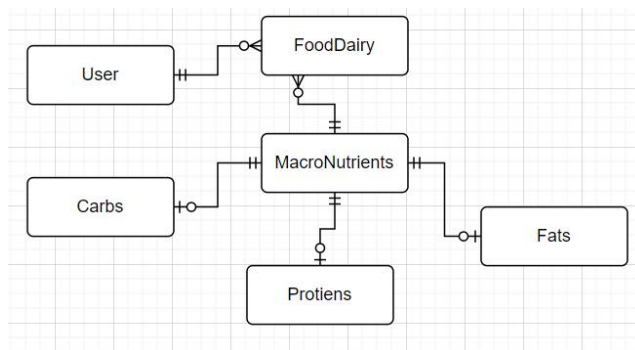 FoodDairy
User
MacroNutrients
Carbs
Fats
Protiens